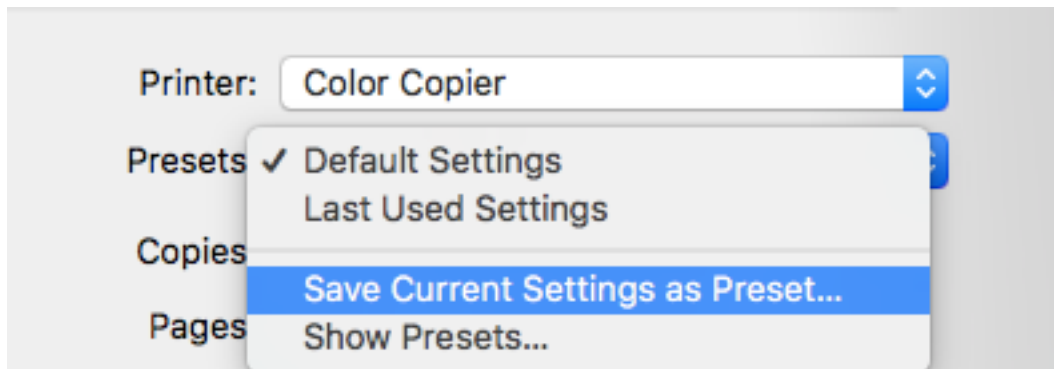 Printer: Color Copier
Presets ✓ Default Settings
Last Used Settings
Copies
Save Current Settings as Preset...
Pages
Show Presets...